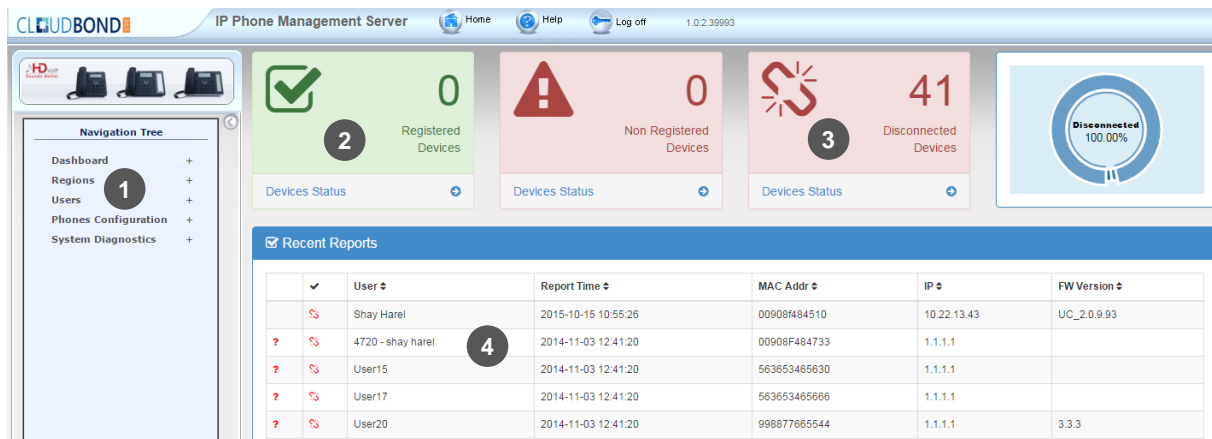 CLOUDBOND
IP Phone Management Server
Home
Help
Log off
1.0.2.39993
HD
Navigation Tree
Dashboard +
Regions +
Users +
Phones Configuration +
System Diagnostics +
1
0
Registered
Devices
2
Devices Status
0
Non Registered
Devices
Devices Status
41
Disconnected
Devices
3
Devices Status
Disconnected
100.00%
Recent Reports
User Report Time MAC Addr IP FW Version
Shay Harel 2015-10-15 10:55:26 00908f484510 10.22.13.43 UC_2.0.9.93
? 4720 - shay harel 2014-11-03 12:41:20 00908F484733 1.1.1.1
4
? User15 2014-11-03 12:41:20 563653465630 1.1.1.1
? User17 2014-11-03 12:41:20 563653465666 1.1.1.1
? User20 2014-11-03 12:41:20 998877665544 1.1.1.1 3.3.3